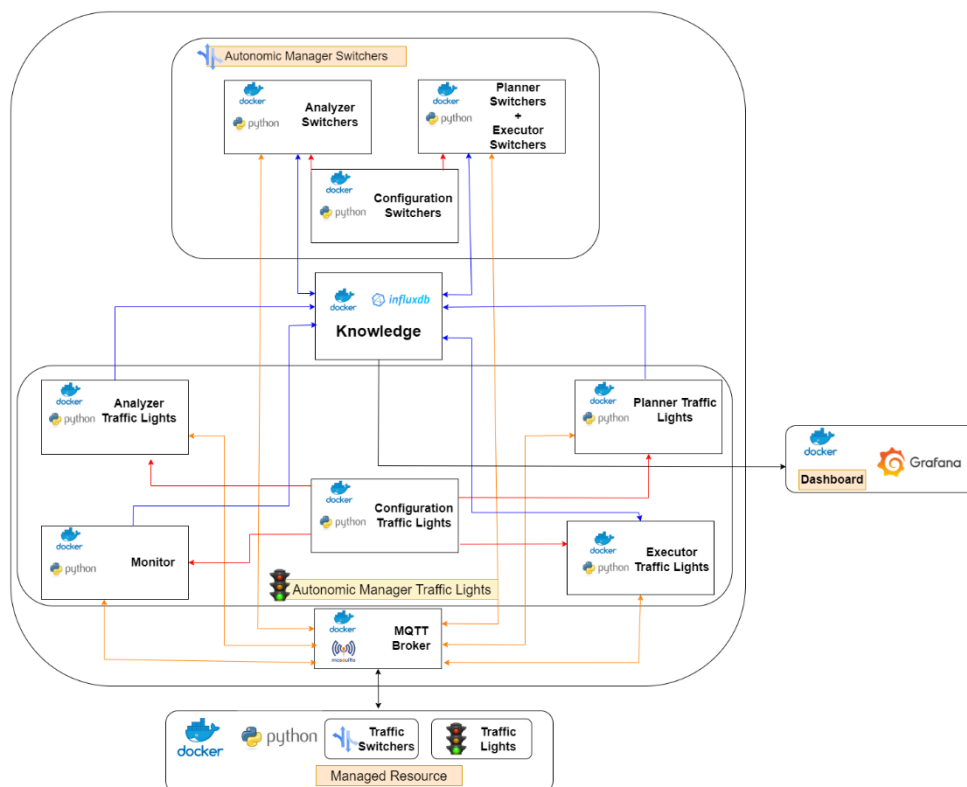 Autonomic Manager Switchers
docker
python
Analyzer
Switchers
docker
python
Planner
Switchers
+
Executor
Switchers
docker
python
Configuration
Switchers
docker
influxdb
Knowledge
docker
python
Analyzer
Traffic Lights
docker
python
Planner Traffic
Lights
docker
Grafana
Dashboard
docker
python
Configuration
Traffic Lights
docker
python
Monitor
docker
python
Executor
Traffic Lights
Autonomic Manager Traffic Lights
docker
MQTT
Broker
docker
python
Traffic
Switchers
Traffic
Lights
Managed Resource